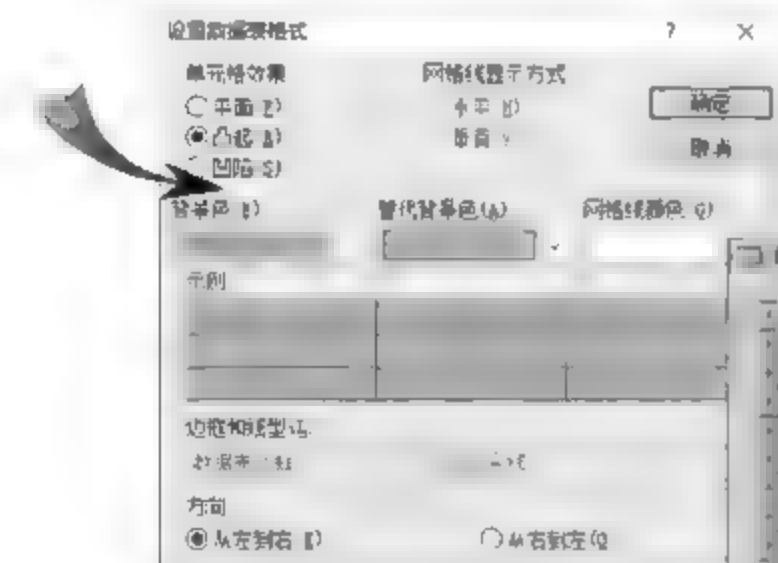 设置数据表格式 ? ×
单元格效果 网格线显示方式
平面 水平 确定
凸起 垂直 取消
凹陷
背景色 替代背景色(A) 网格线颜色
示例
边框和线型
数据表
方向
从左到右 从右到左